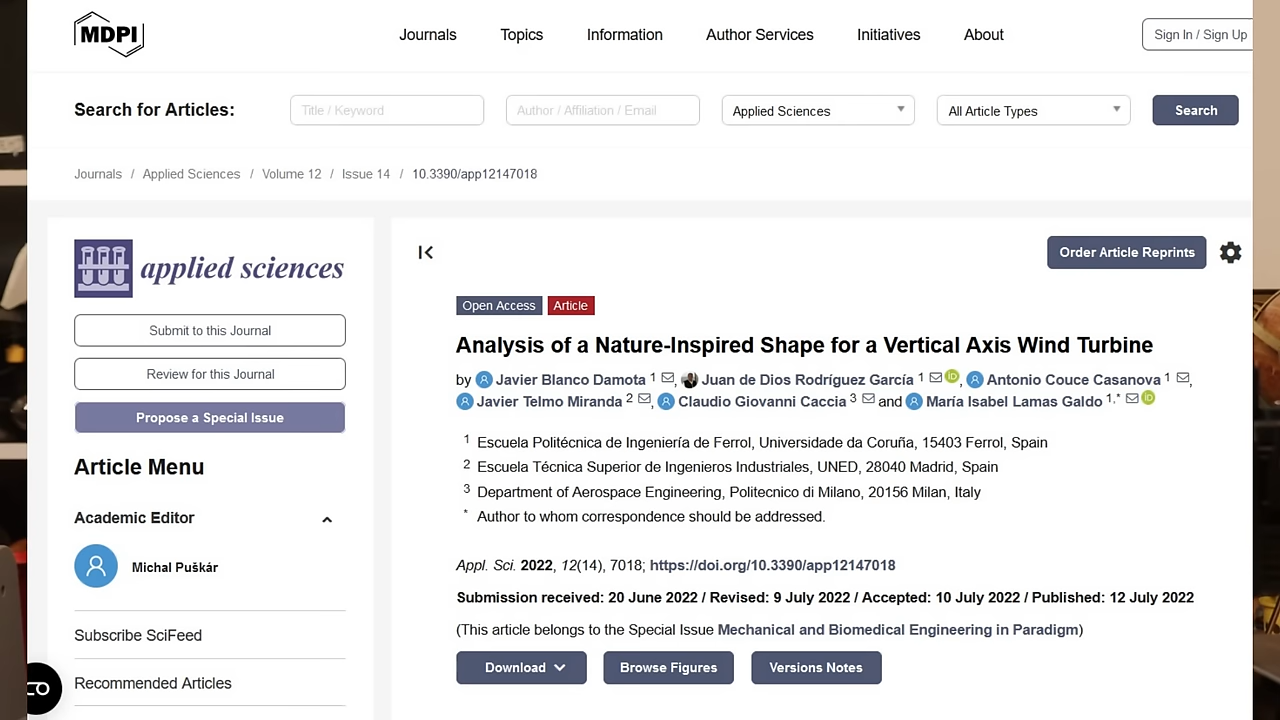 MDPI
Journals Topics Information Author Services Initiatives About Sign In / Sign Up
Search for Articles: Title / Keyword Author / Affiliation / Email Applied Sciences All Article Types Search
Journals / Applied Sciences / Volume 12 / Issue 14 / 10.3390/app12147018
applied sciences
Submit to this Journal
Review for this Journal
Propose a Special Issue
Article Menu
Academic Editor
Michal Puškár
Subscribe SciFeed
Recommended Articles
Order Article Reprints
Open Access Article
Analysis of a Nature-Inspired Shape for a Vertical Axis Wind Turbine
by Javier Blanco Damota 1, Juan de Dios Rodríguez García 1 iD, Antonio Couce Casanova 1,
Javier Telmo Miranda 2, Claudio Giovanni Caccia 3 and María Isabel Lamas Galdo 1,* iD
1 Escuela Politécnica de Ingeniería de Ferrol, Universidade da Coruña, 15403 Ferrol, Spain
2 Escuela Técnica Superior de Ingenieros Industriales, UNED, 28040 Madrid, Spain
3 Department of Aerospace Engineering, Politecnico di Milano, 20156 Milan, Italy
* Author to whom correspondence should be addressed.
Appl. Sci. 2022, 12(14), 7018; https://doi.org/10.3390/app12147018
Submission received: 20 June 2022 / Revised: 9 July 2022 / Accepted: 10 July 2022 / Published: 12 July 2022
(This article belongs to the Special Issue Mechanical and Biomedical Engineering in Paradigm)
Download Browse Figures Versions Notes